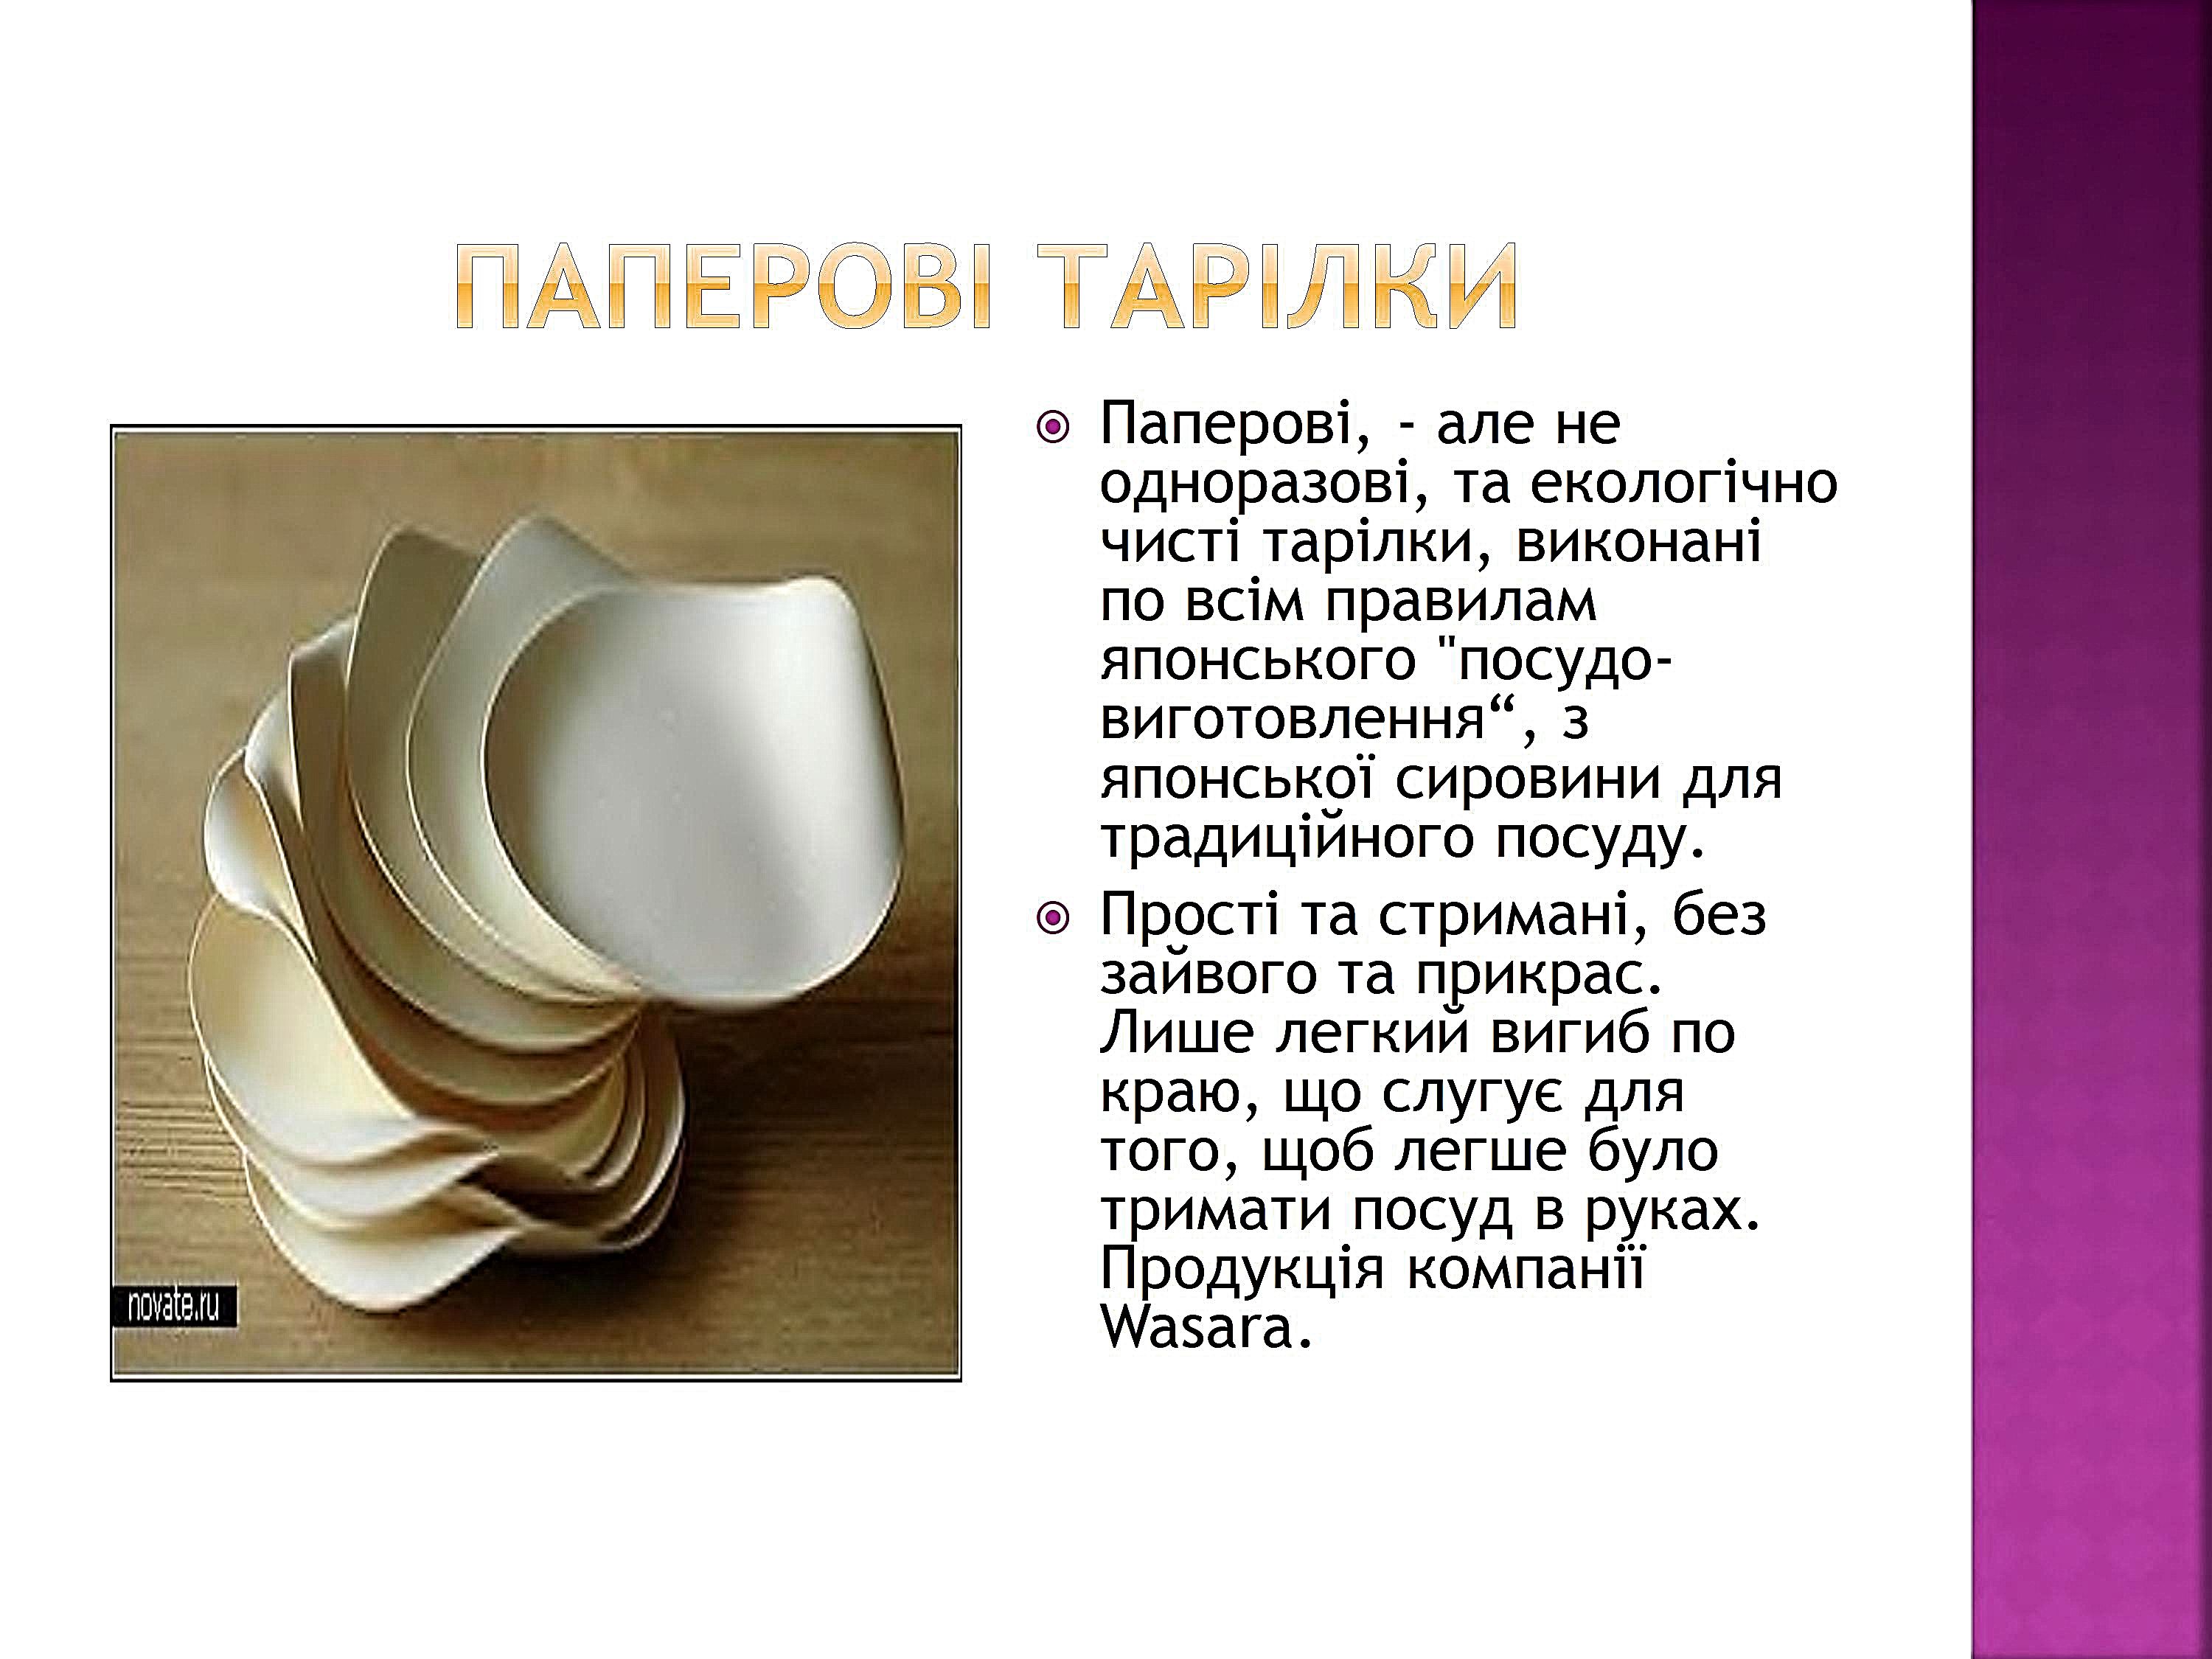 ПАПЕРОВІ ТАРІЛКИ
Паперові, - але не
одноразові, та екологічно
чисті тарілки, виконані
по всім правилам
японського "посудо-
виготовлення“, з
японської сировини для
традиційного посуду.
Прості та стримані, без
зайвого та прикрас.
Лише легкий вигиб по
краю, що слугує для
того, щоб легше було
тримати посуд в руках.
Продукція компанії
Wasara.
novate.ru